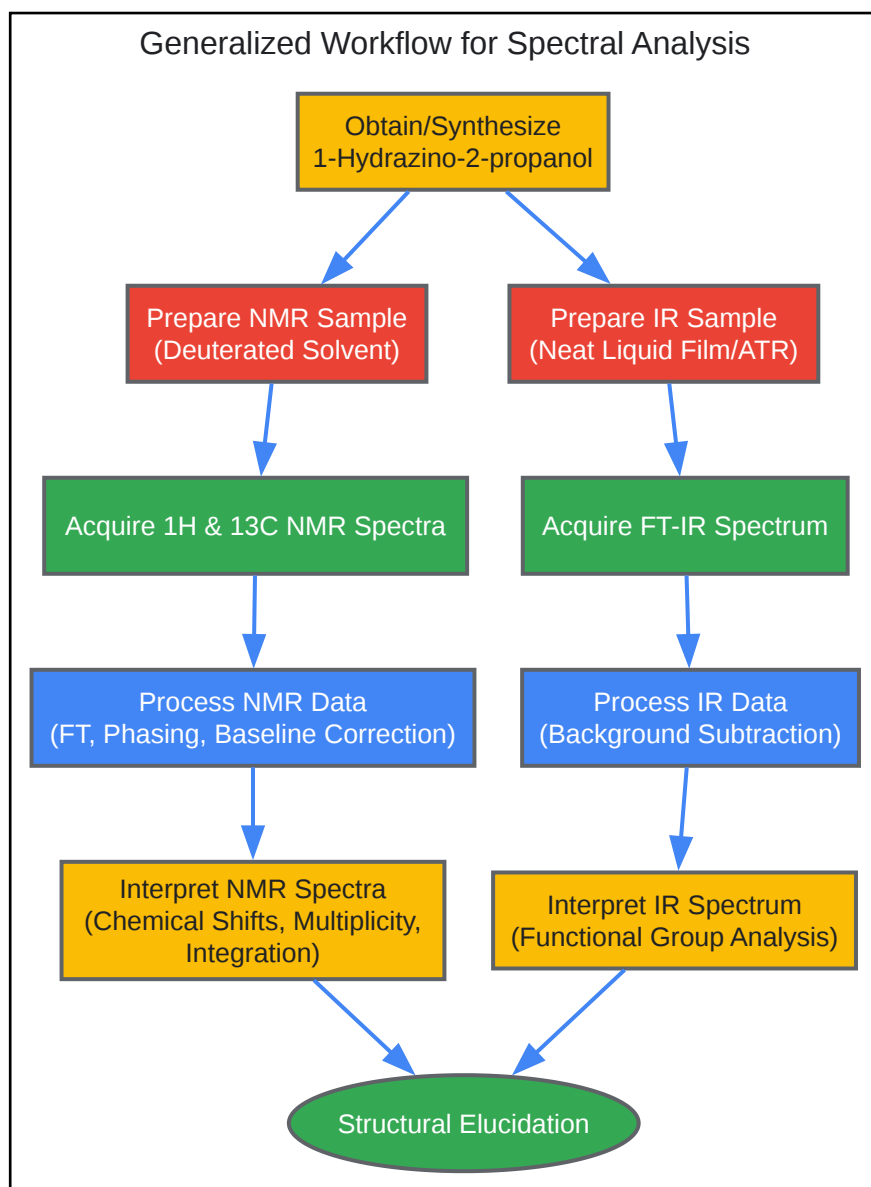 Generalized Workflow for Spectral Analysis
Obtain/Synthesize
1-Hydrazino-2-propanol
Prepare NMR Sample
(Deuterated Solvent)
Prepare IR Sample
(Neat Liquid Film/ATR)
Acquire 1H & 13C NMR Spectra
Acquire FT-IR Spectrum
Process NMR Data
(FT, Phasing, Baseline Correction)
Process IR Data
(Background Subtraction)
Interpret NMR Spectra
(Chemical Shifts, Multiplicity,
Integration)
Interpret IR Spectrum
(Functional Group Analysis)
Structural Elucidation